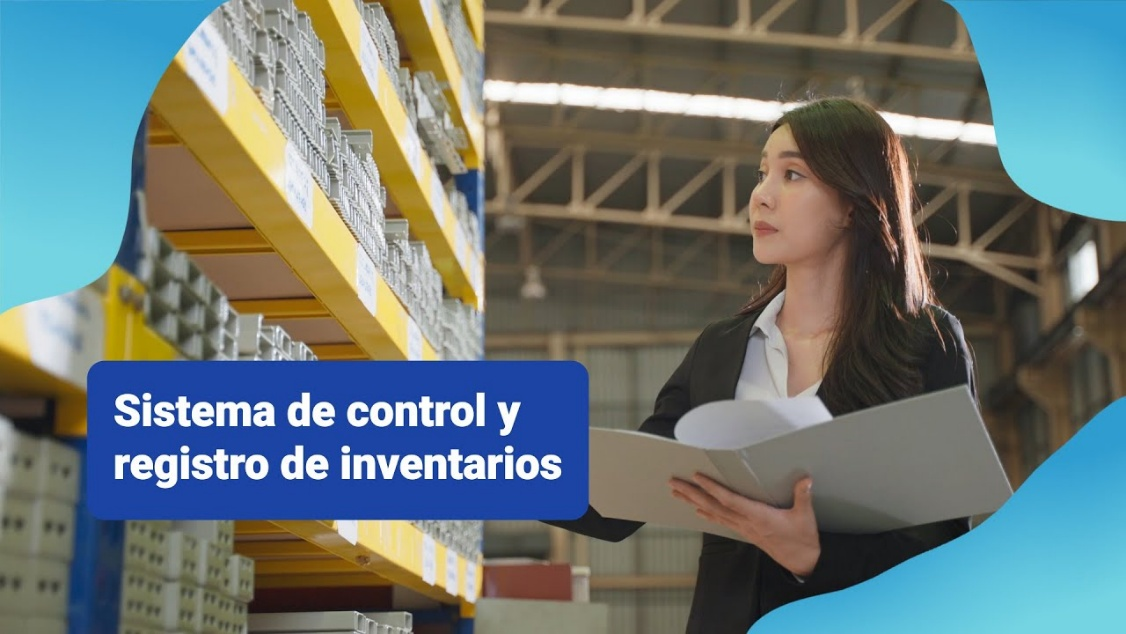 Sistema de control y
registro de inventarios